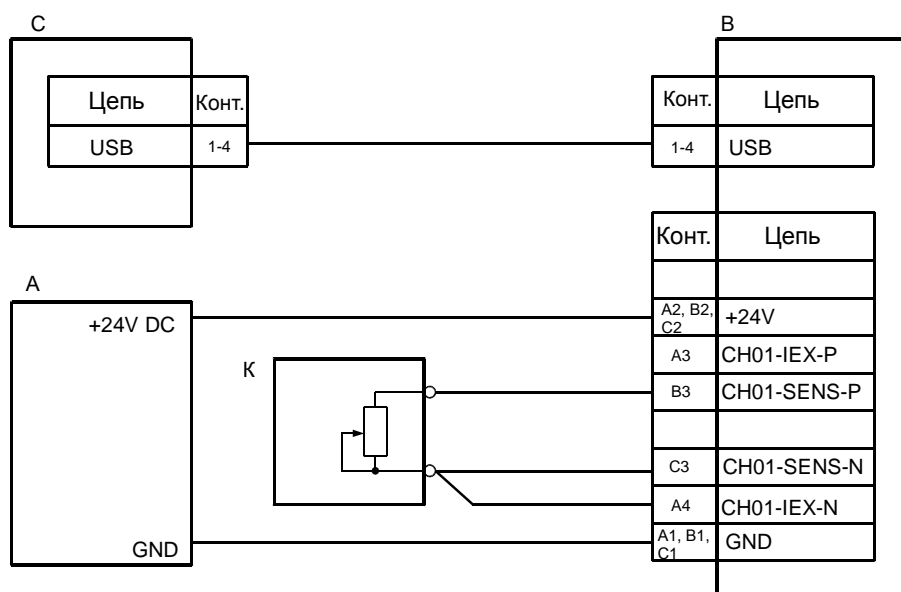 C
B
Цепь Конт.
USB 1-4
Конт. Цепь
1-4 USB
Конт. Цепь
A
+24V DC
A2, B2,
C2
+24V
К
A3 CH01-IEX-P
B3 CH01-SENS-P
C3 CH01-SENS-N
A4 CH01-IEX-N
GND
A1, B1,
C1
GND